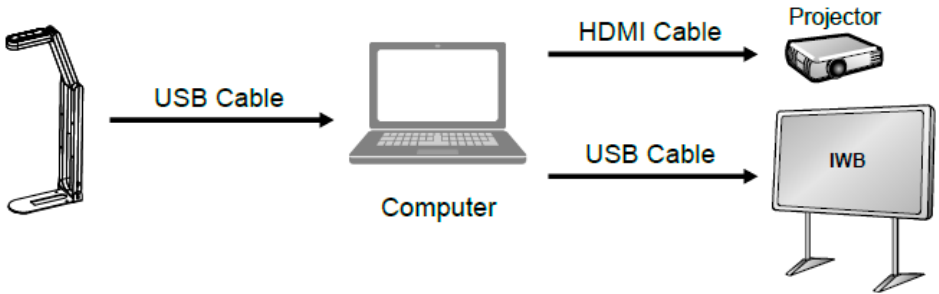 USB Cable
Computer
HDMI Cable
Projector
USB Cable
IWB